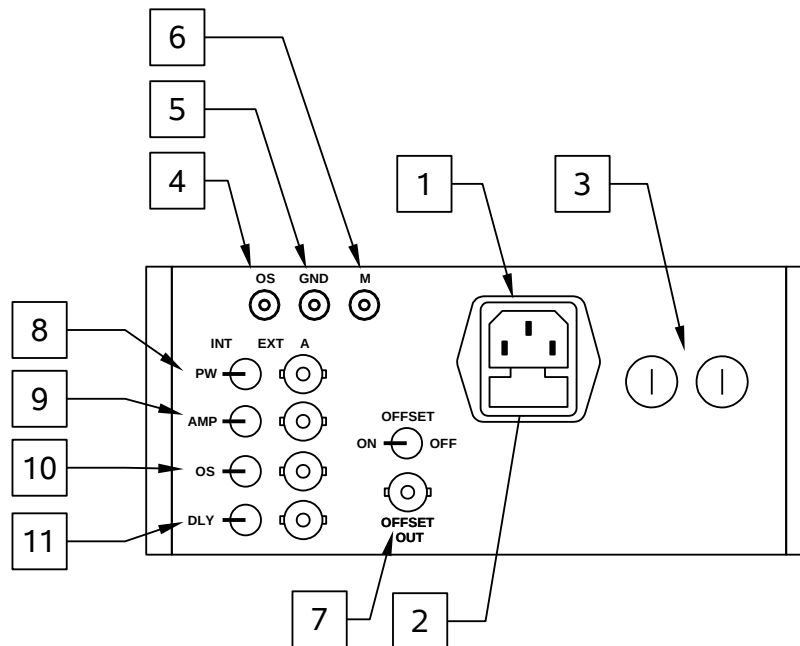 6
5
4
1
3
OS GND M
8
INT EXT A
PW
9
AMP
OFFSET
ON OFF
10
OS
11
DLY
OFFSET
OUT
7
2